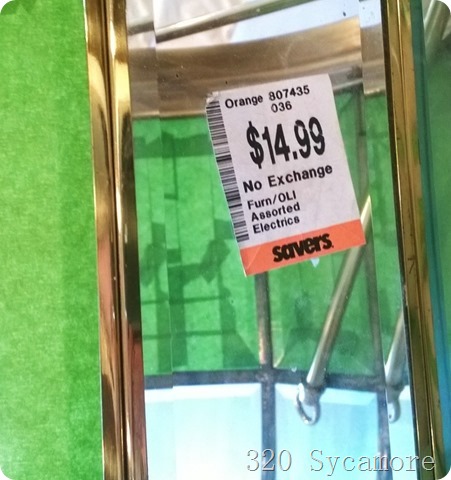 Orange 807435
036
$14.99
No Exchange
Furn/OLI
Assorted
Electrics
savers.
320 Sycamore